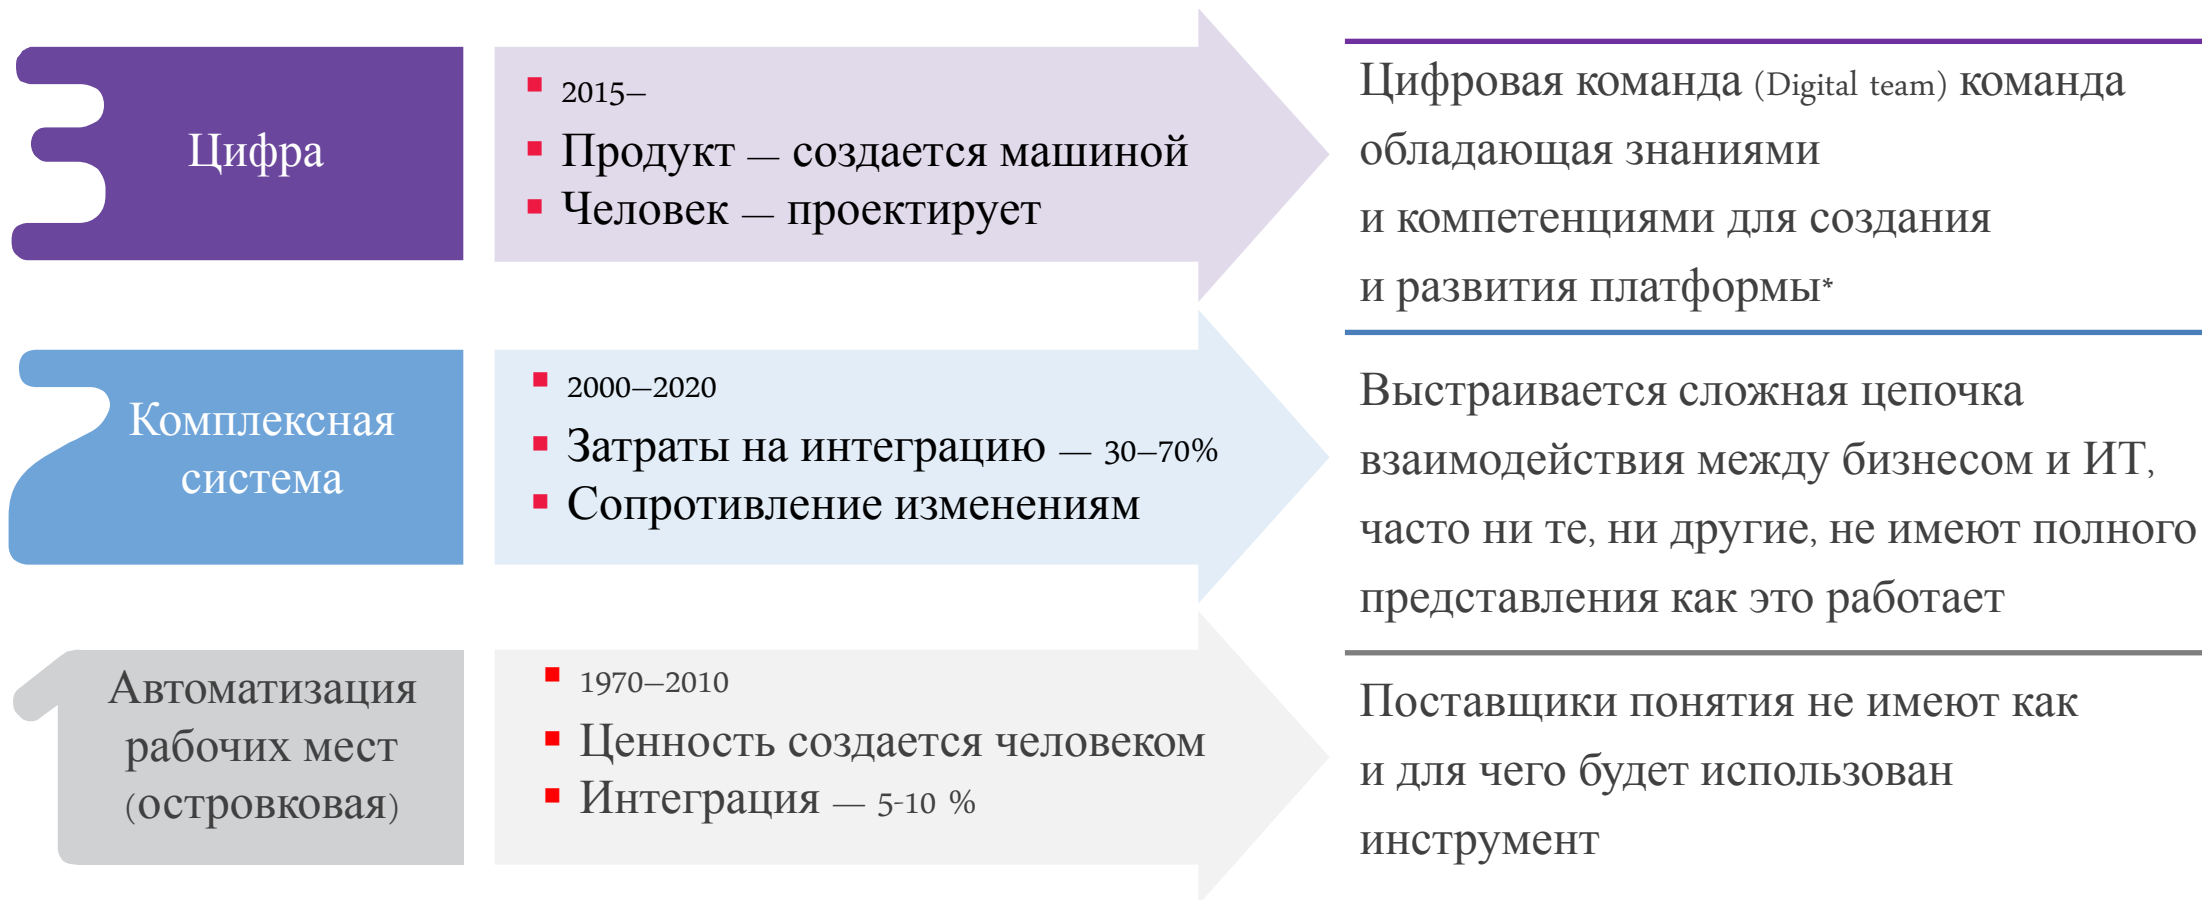 Цифра
2015–
Продукт — создается машиной
Человек — проектирует
Цифровая команда (Digital team) команда
обладающая знаниями
и компетенциями для создания
и развития платформы*
Комплексная
система
2000–2020
Затраты на интеграцию — 30–70%
Сопротивление изменениям
Выстраивается сложная цепочка
взаимодействия между бизнесом и ИТ,
часто ни те, ни другие, не имеют полного
представления как это работает
Автоматизация
рабочих мест
(островковая)
1970–2010
Ценность создается человеком
Интеграция — 5-10 %
Поставщики понятия не имеют как
и для чего будет использован
инструмент